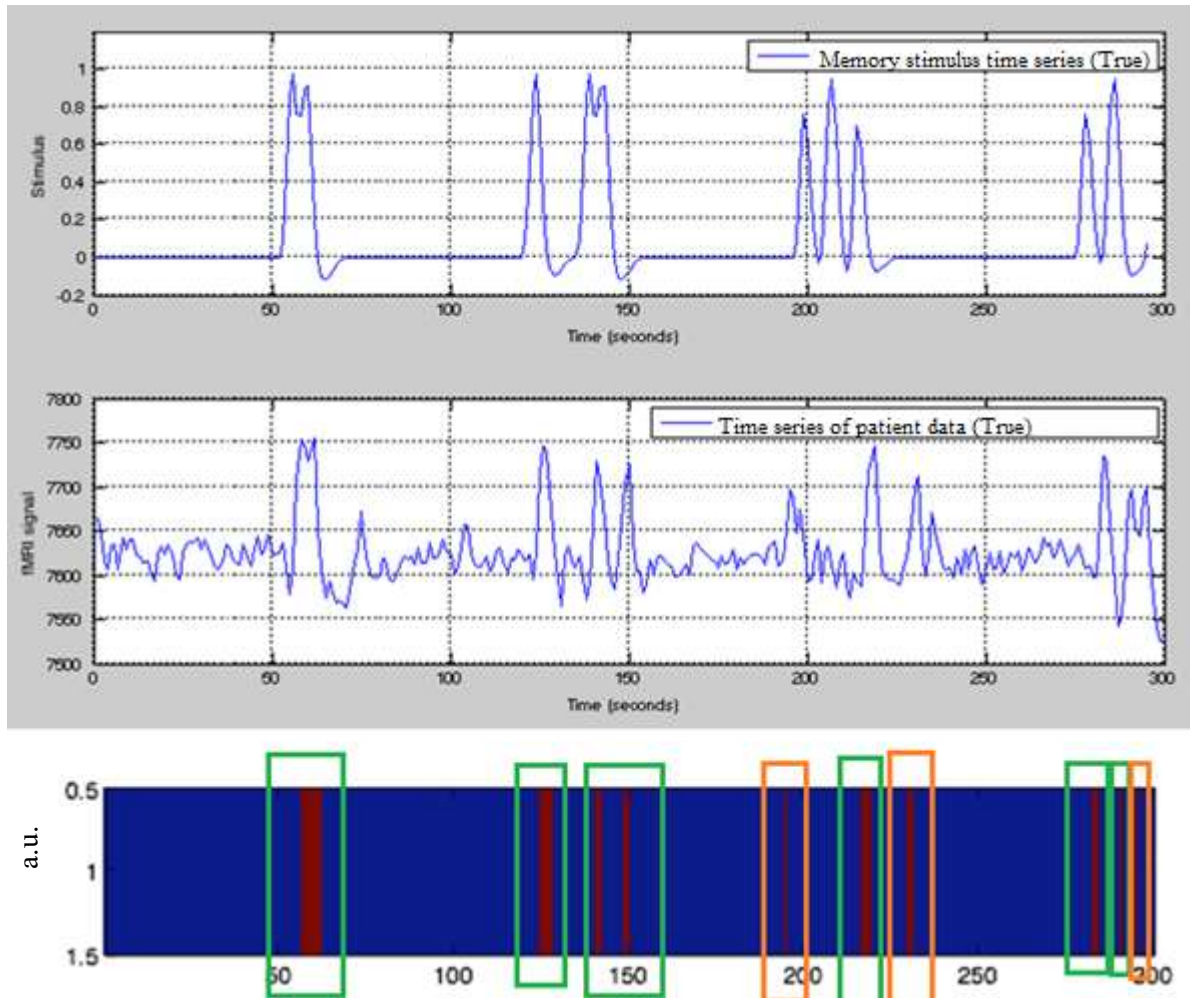 Memory stimulus time series (True)
1
0.8
0.6
0.4
0.2
0
-0.2
Stimulus
0 50 100 150 200 250 300
Time (seconds)
Time series of patient data (True)
7800
7750
7700
7650
7600
7550
7500
fMRI signal
0 50 100 150 200 250 300
Time (seconds)
0.5
1
1.5
a.u.
50 100 150 200 250 300